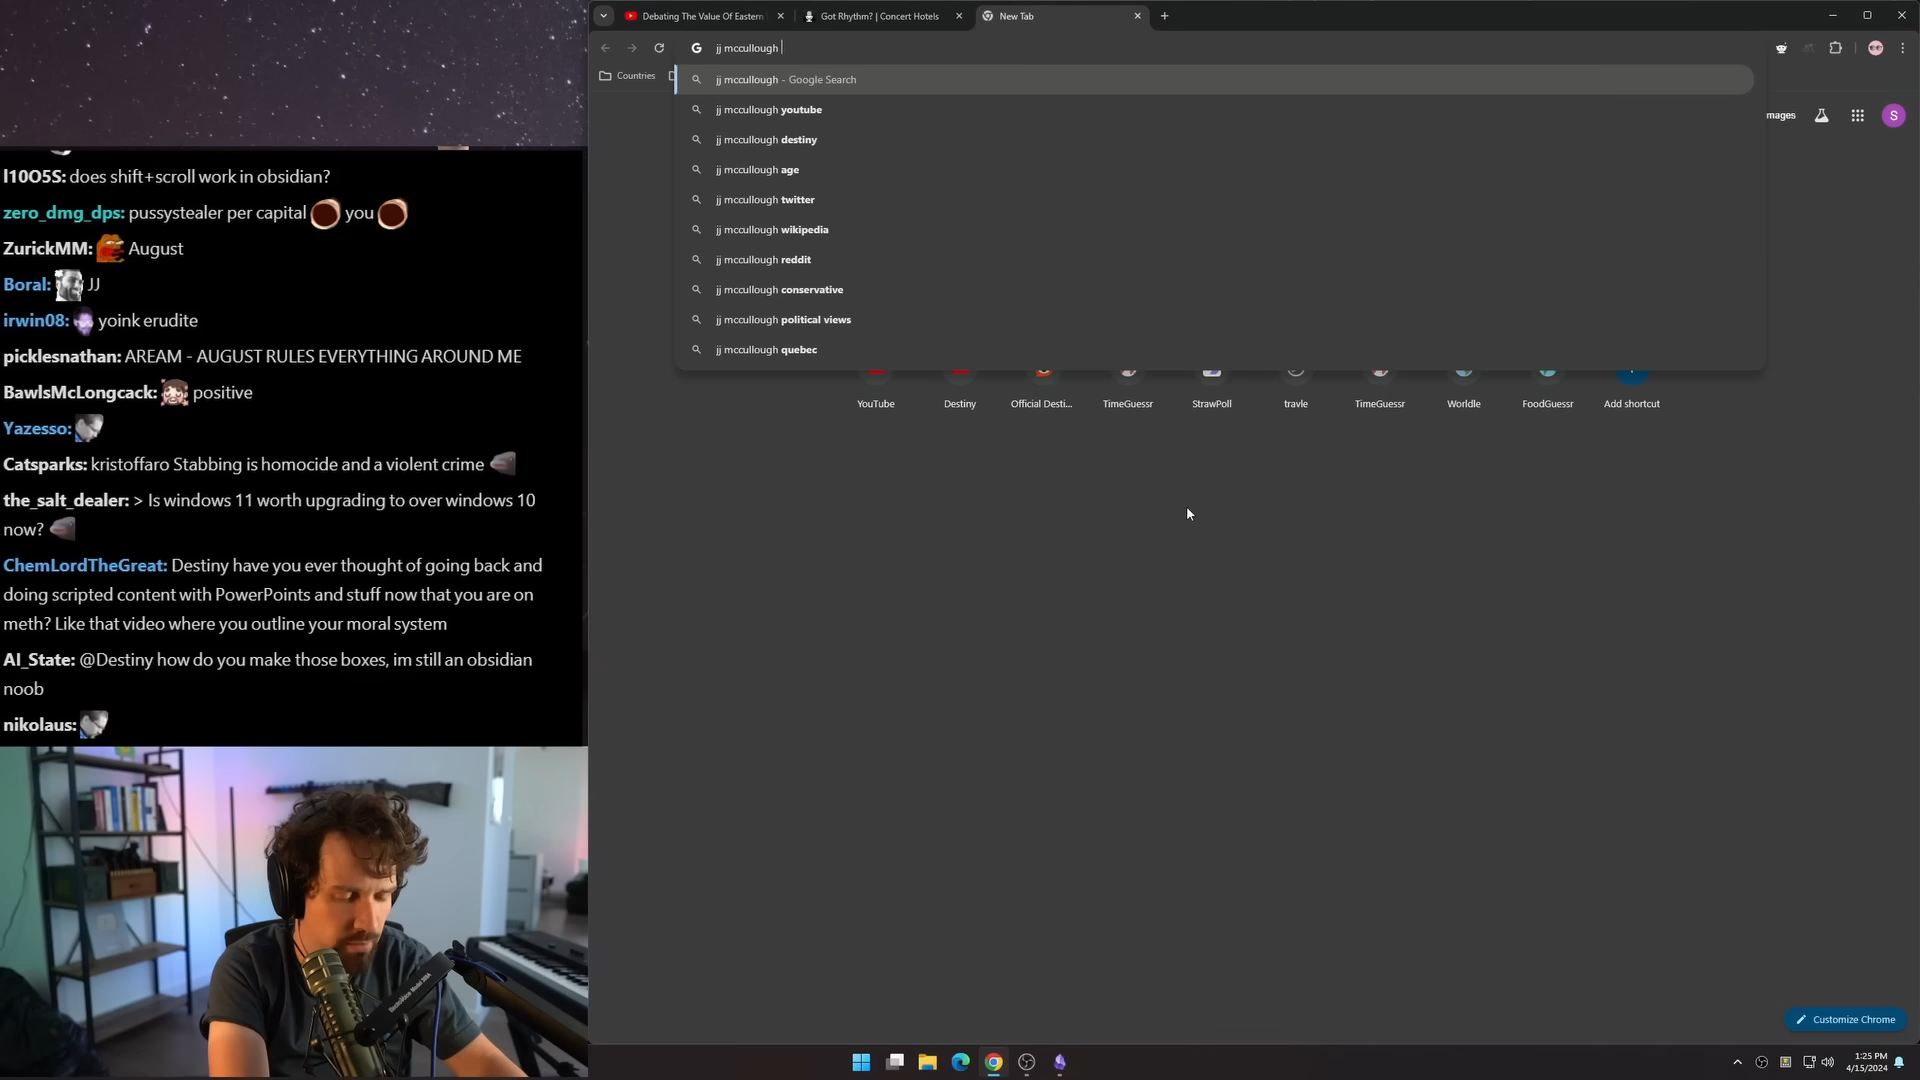 l10O5S: does shift+scroll work in obsidian?
zero_dmg_dps: pussystealer per capital you
ZurickMM: August
Boral: JJ
irwin08: yoink erudite
picklesnathan: AREAM - AUGUST RULES EVERYTHING AROUND ME
BawlsMcLongcack: positive
Yazesso:
Catsparks: kristoffaro Stabbing is homocide and a violent crime
the_salt_dealer: > Is windows 11 worth upgrading to over windows 10
now?
ChemLordTheGreat: Destiny have you ever thought of going back and
doing scripted content with PowerPoints and stuff now that you are on
meth? Like that video where you outline your moral system
AI_State: @Destiny how do you make those boxes, im still an obsidian
noob
nikolaus:
Debating The Value Of Eastern
Got Rhythm? | Concert Hotels
New Tab
jj mccullough
Countries
jj mccullough - Google Search
jj mccullough youtube
jj mccullough destiny
jj mccullough age
jj mccullough twitter
jj mccullough wikipedia
jj mccullough reddit
jj mccullough conservative
jj mccullough political views
jj mccullough quebec
mages
S
YouTube
Destiny
Official Desti...
TimeGuessr
StrawPoll
travle
TimeGuessr
Worldle
FoodGuessr
Add shortcut
Customize Chrome
1:25 PM
4/15/2024